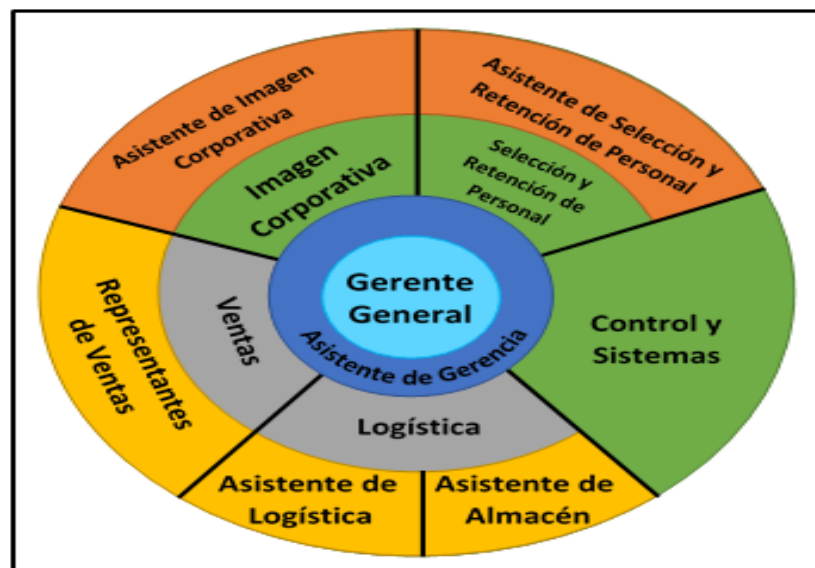 Asistente de Imagen
Corporativa
Asistente de Selección y
Retención de Personal
Imagen
Corporativa
Selección y
Retención de
Personal
Gerente
General
Asistente de Gerencia
Representantes
de Ventas
Ventas
Control y
Sistemas
Logística
Asistente de
Logística
Asistente de
Almacén